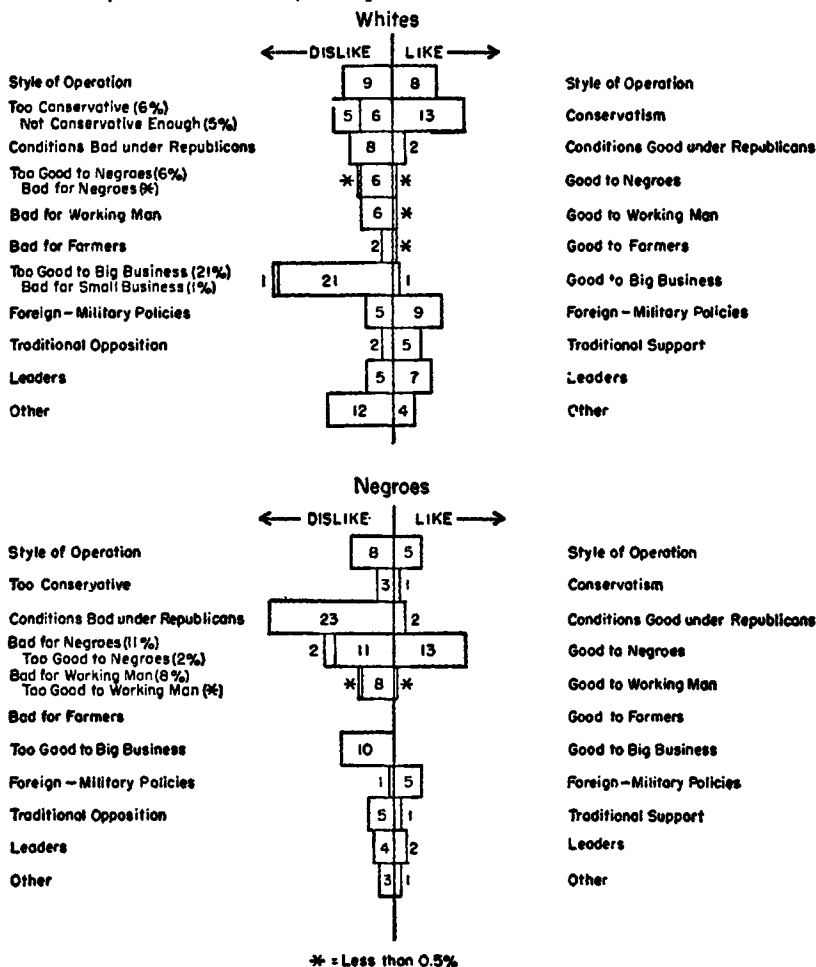 Whites
DISLIKE LIKE
Style of Operation 9 8 Style of Operation
Too Conservative (6%)
Not Conservative Enough (5%) 5 6 13 Conservatism
Conditions Bad under Republicans 8 2 Conditions Good under Republicans
Too Good to Negroes (6%)
Bad for Negroes (*) * 6 * Good to Negroes
Bad for Working Man 6 * Good to Working Man
Bad for Farmers 2 * Good to Farmers
Too Good to Big Business (21%)
Bad for Small Business (1%) 1 21 1 Good to Big Business
Foreign-Military Policies 5 9 Foreign-Military Policies
Traditional Opposition 2 5 Traditional Support
Leaders 5 7 Leaders
Other 12 4 Other
Negroes
DISLIKE LIKE
Style of Operation 8 5 Style of Operation
Too Conservative 3 1 Conservatism
Conditions Bad under Republicans 23 2 Conditions Good under Republicans
Bad for Negroes (11%)
Too Good to Negroes (2%) 2 11 13 Good to Negroes
Bad for Working Man (8%)
Too Good to Working Man (*) * 8 * Good to Working Man
Bad for Farmers Good to Farmers
Too Good to Big Business 10 Good to Big Business
Foreign-Military Policies 1 5 Foreign-Military Policies
Traditional Opposition 5 1 Traditional Support
Leaders 4 2 Leaders
Other 3 1 Other
* = Less than 0.5%